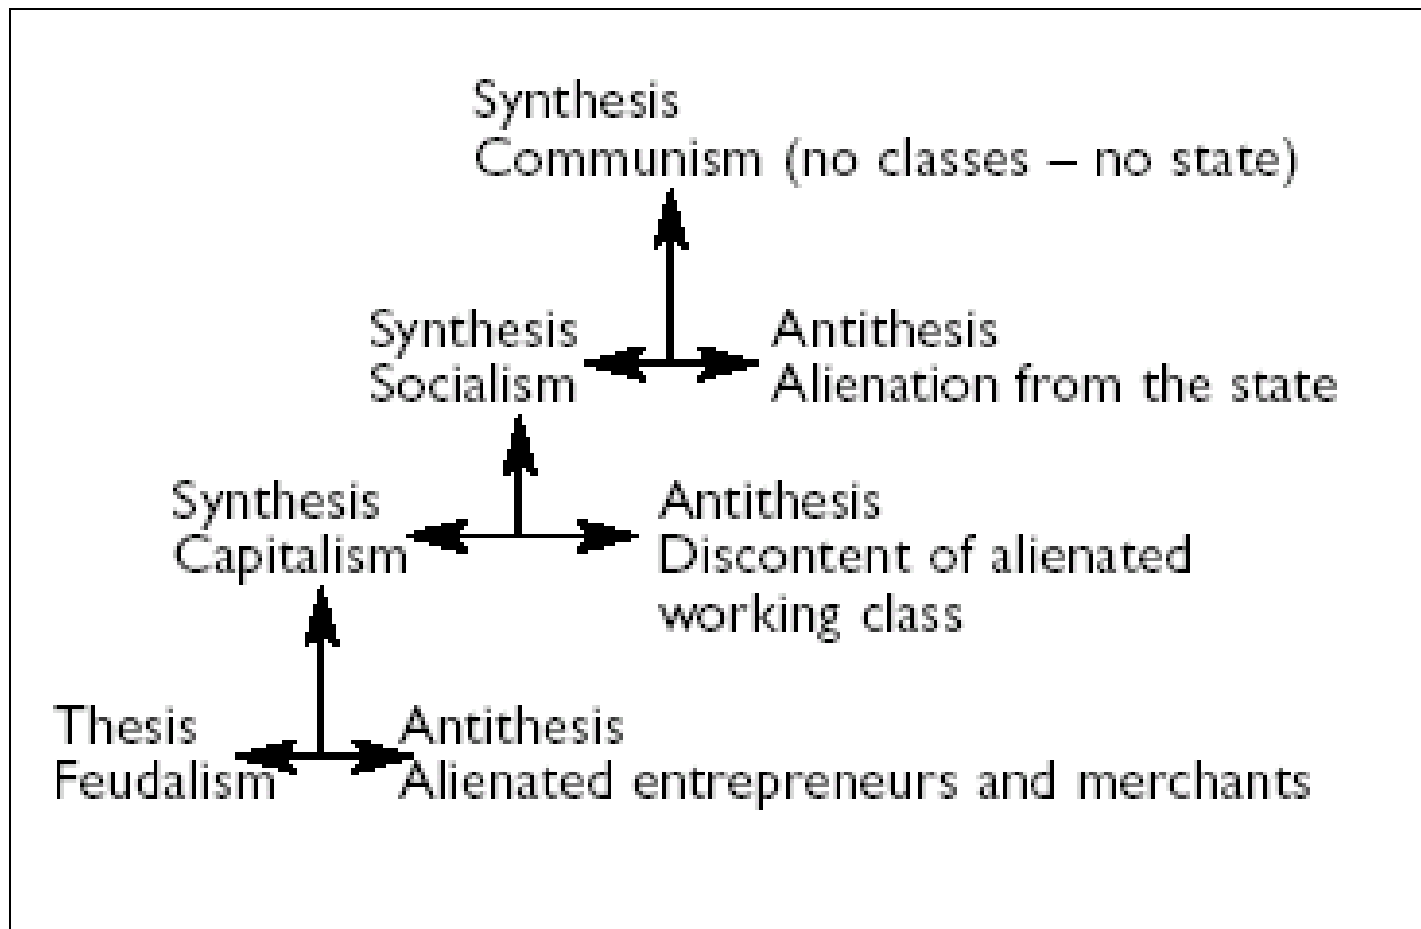 Synthesis
Communism (no classes – no state)
Synthesis
Socialism
Antithesis
Alienation from the state
Synthesis
Capitalism
Antithesis
Discontent of alienated
working class
Thesis
Feudalism
Antithesis
Alienated entrepreneurs and merchants